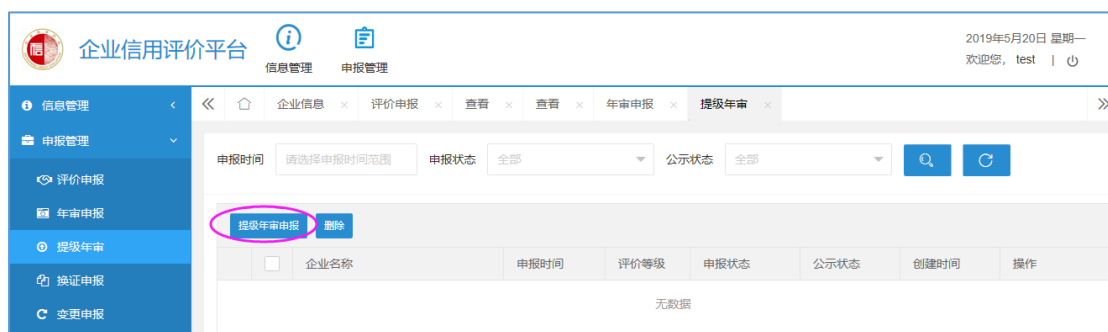 信
企业信用评价平台
信息管理
申报管理
2019年5月20日 星期一
欢迎您, test |
信息管理
企业信息 × 评价申报 × 查看 × 查看 × 年审申报 × 提级年审 ×
申报管理
申报时间 请选择申报时间范围 申报状态 全部 公示状态 全部
评价申报
年审申报
提级年审申报 删除
提级年审
企业名称 申报时间 评价等级 申报状态 公示状态 创建时间 操作
换证申报
无数据
变更申报